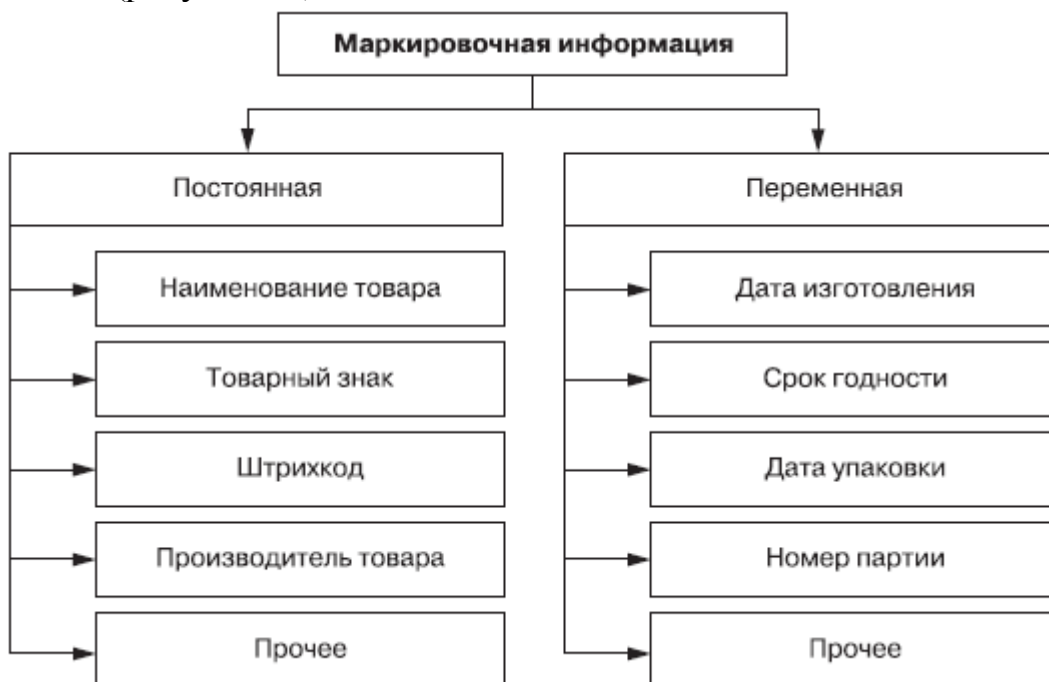 Маркировочная информация
Постоянная
Наименование товара
Товарный знак
Штрихкод
Производитель товара
Прочее
Переменная
Дата изготовления
Срок годности
Дата упаковки
Номер партии
Прочее